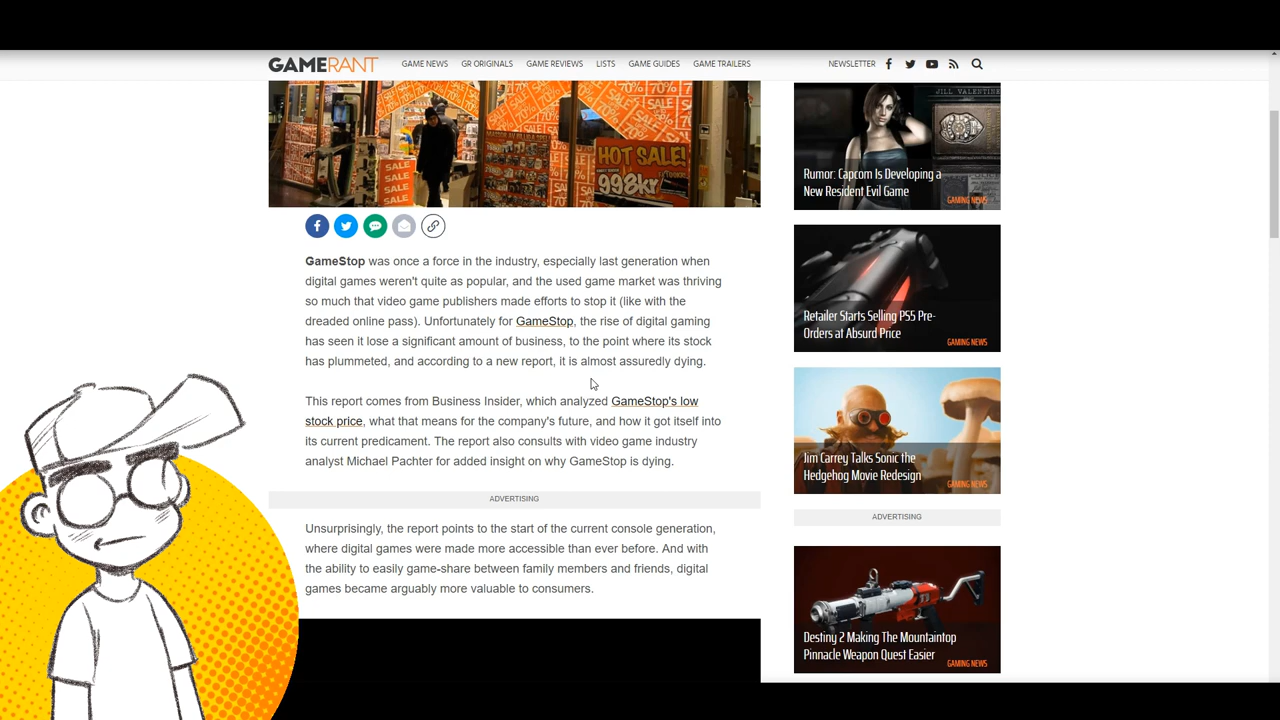 GAMERANT
GAME NEWS
GR ORIGINALS
GAME REVIEWS
LISTS
GAME GUIDES
GAME TRAILERS
NEWSLETTER
SALE
70%
HOT SALE!
998kr
SALE
SALE
SALE
GameStop was once a force in the industry, especially last generation when
digital games weren't quite as popular, and the used game market was thriving
so much that video game publishers made efforts to stop it (like with the
dreaded online pass). Unfortunately for GameStop, the rise of digital gaming
has seen it lose a significant amount of business, to the point where its stock
has plummeted, and according to a new report, it is almost assuredly dying.
This report comes from Business Insider, which analyzed GameStop's low
stock price, what that means for the company's future, and how it got itself into
its current predicament. The report also consults with video game industry
analyst Michael Pachter for added insight on why GameStop is dying.
ADVERTISING
Unsurprisingly, the report points to the start of the current console generation,
where digital games were made more accessible than ever before. And with
the ability to easily game-share between family members and friends, digital
games became arguably more valuable to consumers.
JILL VALENTINE
Rumor: Capcom Is Developing a
New Resident Evil Game
GAMING NEWS
Retailer Starts Selling PS5 Pre-
Orders at Absurd Price
GAMING NEWS
Jim Carrey Talks Sonic the
Hedgehog Movie Redesign
GAMING NEWS
ADVERTISING
Destiny 2 Making The Mountaintop
Pinnacle Weapon Quest Easier
GAMING NEWS